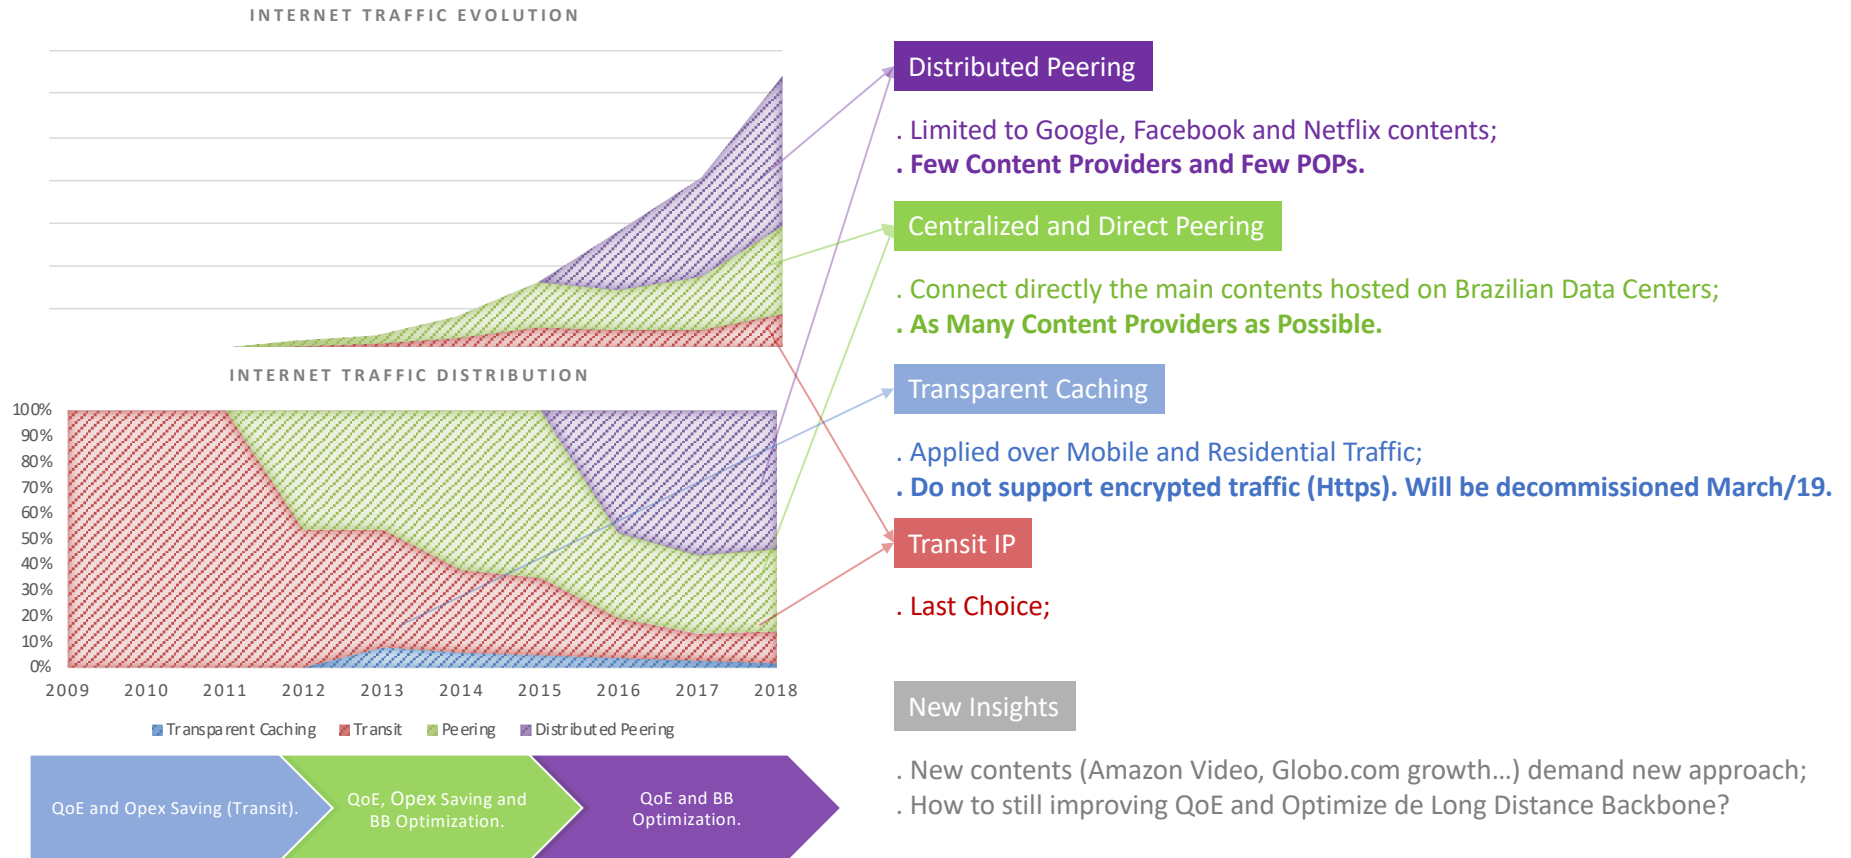 INTERNET TRAFFIC EVOLUTION
INTERNET TRAFFIC DISTRIBUTION
100%
90%
80%
70%
60%
50%
40%
30%
20%
10%
0%
2009 2010 2011 2012 2013 2014 2015 2016 2017 2018
Transparent Caching Transit Peering Distributed Peering
QoE and Opex Saving (Transit).
QoE, Opex Saving and
BB Optimization.
QoE and BB
Optimization.
Distributed Peering
. Limited to Google, Facebook and Netflix contents;
. Few Content Providers and Few POPs.
Centralized and Direct Peering
. Connect directly the main contents hosted on Brazilian Data Centers;
. As Many Content Providers as Possible.
Transparent Caching
. Applied over Mobile and Residential Traffic;
. Do not support encrypted traffic (Https). Will be decommissioned March/19.
Transit IP
. Last Choice;
New Insights
. New contents (Amazon Video, Globo.com growth…) demand new approach;
. How to still improving QoE and Optimize de Long Distance Backbone?